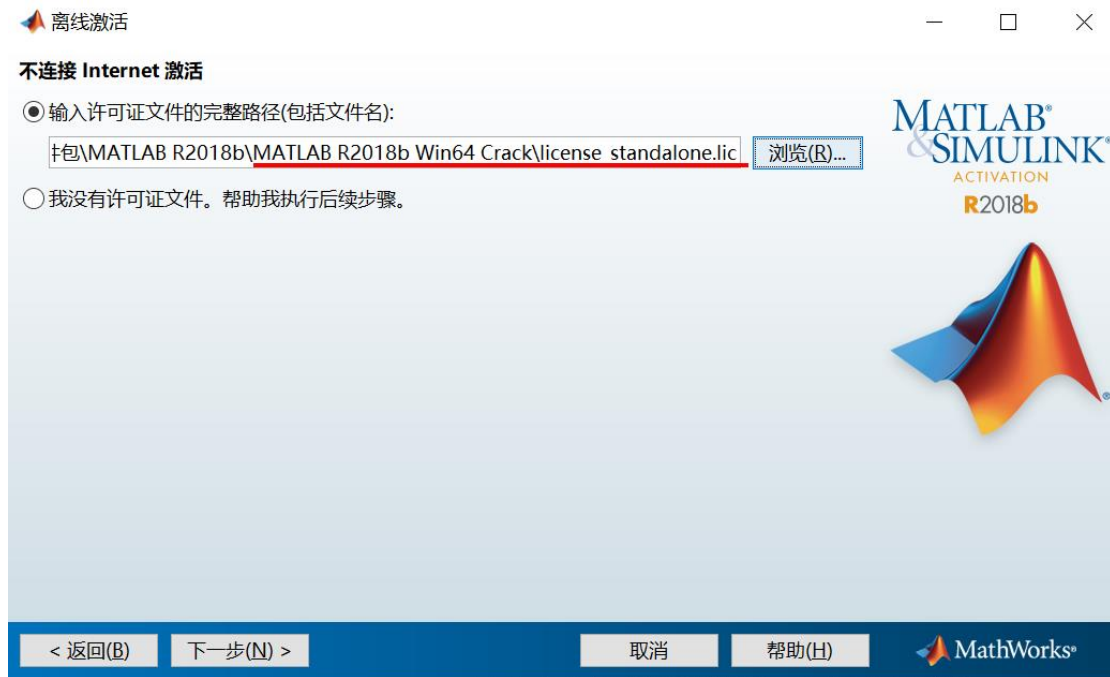 离线激活
不连接 Internet 激活
输入许可证文件的完整路径(包括文件名):
包\MATLAB R2018b\MATLAB R2018b Win64 Crack\license_standalone.lic
浏览(R)...
我没有许可证文件。帮助我执行后续步骤。
MATLAB®
&SIMULINK®
ACTIVATION
R2018b
®
< 返回(B)
下一步(N) >
取消
帮助(H)
MathWorks®